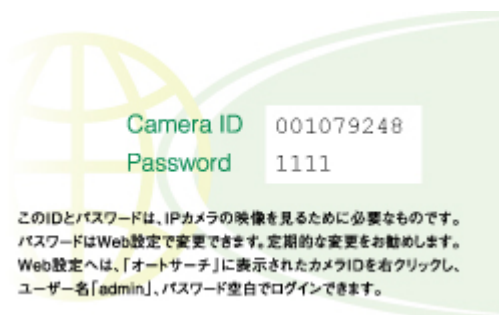 Camera ID 001079248
Password 1111
このIDとパスワードは、IPカメラの映像を見るために必要なものです。
パスワードはWeb設定で変更できます。定期的な変更をお勧めします。
Web設定へは、「オートサーチ」に表示されたカメラIDを右クリックし、
ユーザー名「admin」、パスワード空白でログインできます。